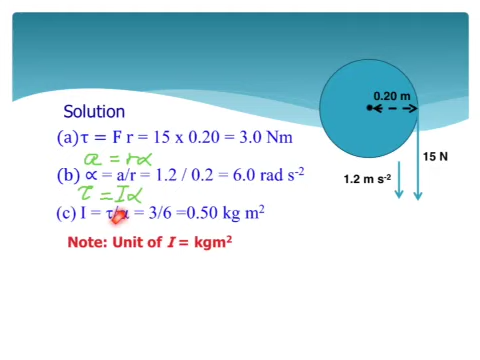 Solution
(a) τ = F r = 15 x 0.20 = 3.0 Nm
a = rα
(b) ∝ = a/r = 1.2 / 0.2 = 6.0 rad s⁻²
τ = Iα
(c) I = τ/α = 3/6 =0.50 kg m²
Note: Unit of I = kgm²
0.20 m
15 N
1.2 m s⁻²